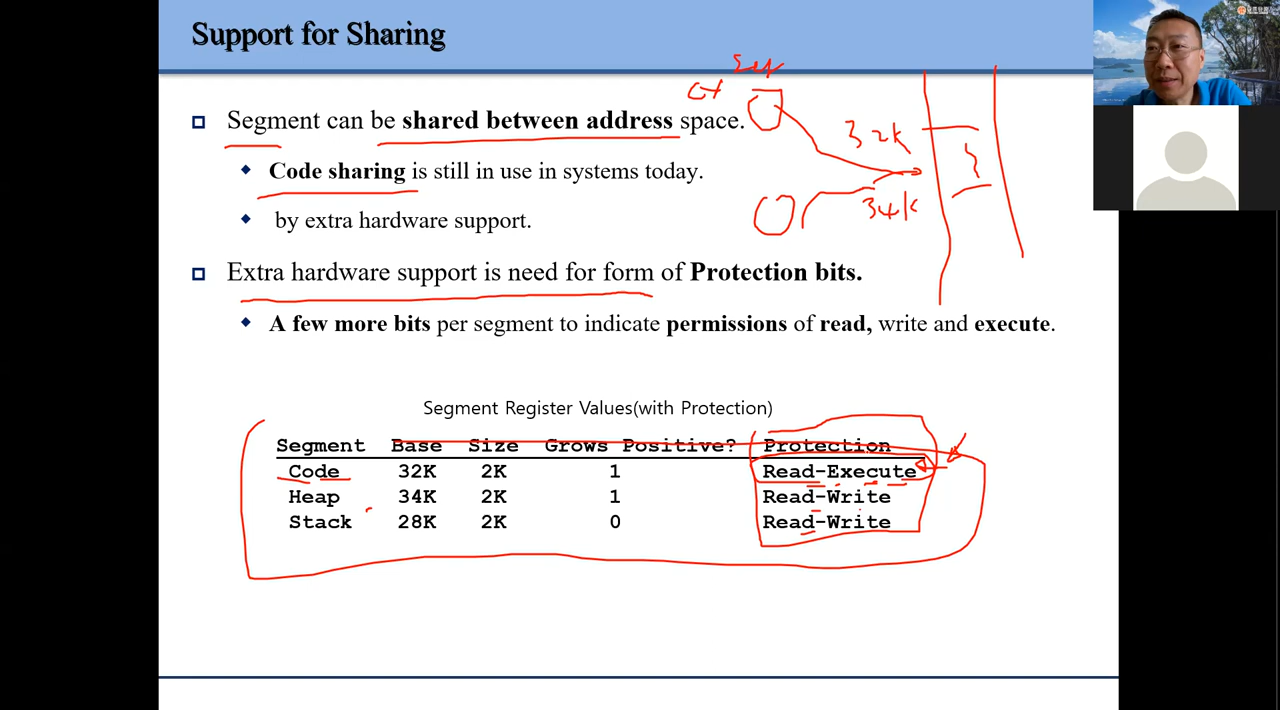 Support for Sharing
Segment can be shared between address space.
Code sharing is still in use in systems today.
by extra hardware support.
Extra hardware support is need for form of Protection bits.
A few more bits per segment to indicate permissions of read, write and execute.
32K
34K
Segment Register Values(with Protection)
Segment Base Size Grows Positive? Protection
Code 32K 2K 1 Read-Execute
Heap 34K 2K 1 Read-Write
Stack 28K 2K 0 Read-Write